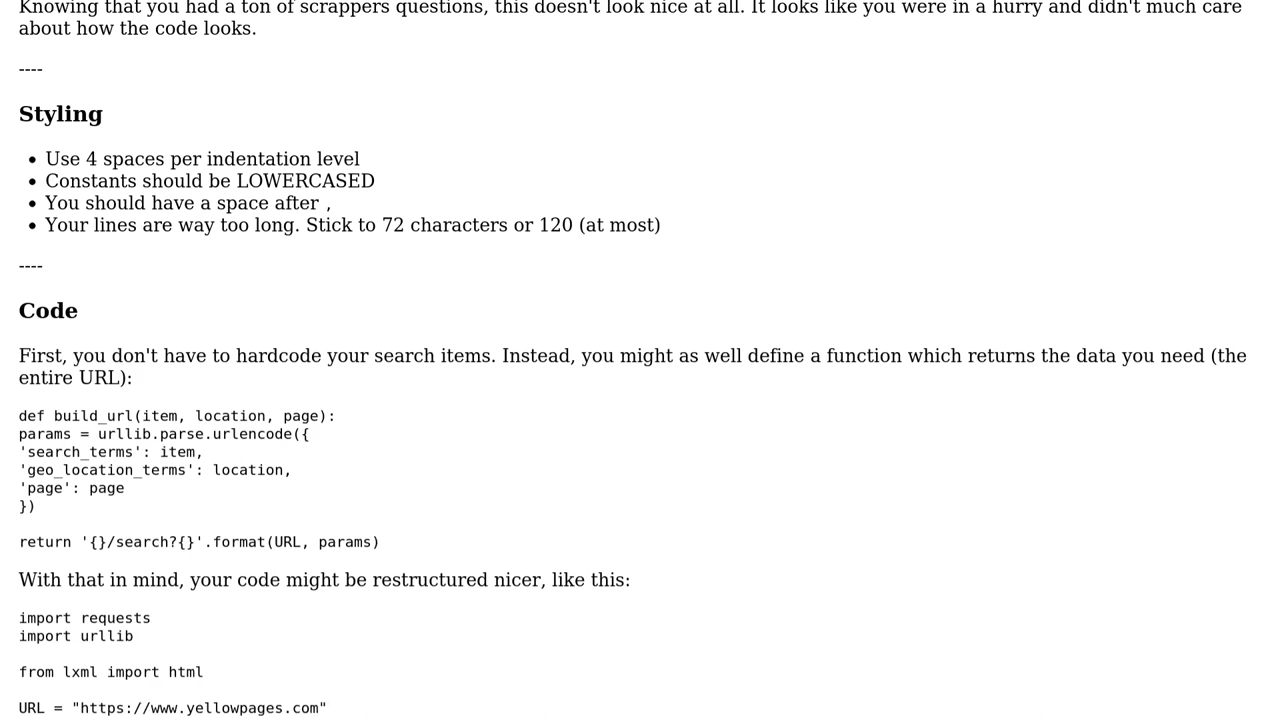 Knowing that you had a ton of scrappers questions, this doesn't look nice at all. It looks like you were in a hurry and didn't much care
about how the code looks.
----
Styling
• Use 4 spaces per indentation level
• Constants should be LOWERCASED
• You should have a space after ,
• Your lines are way too long. Stick to 72 characters or 120 (at most)
----
Code
First, you don't have to hardcode your search items. Instead, you might as well define a function which returns the data you need (the
entire URL):
def build_url(item, location, page):
params = urllib.parse.urlencode({
'search_terms': item,
'geo_location_terms': location,
'page': page
})
return '{}/search?{}'.format(URL, params)
With that in mind, your code might be restructured nicer, like this:
import requests
import urllib
from lxml import html
URL = "https://www.yellowpages.com"